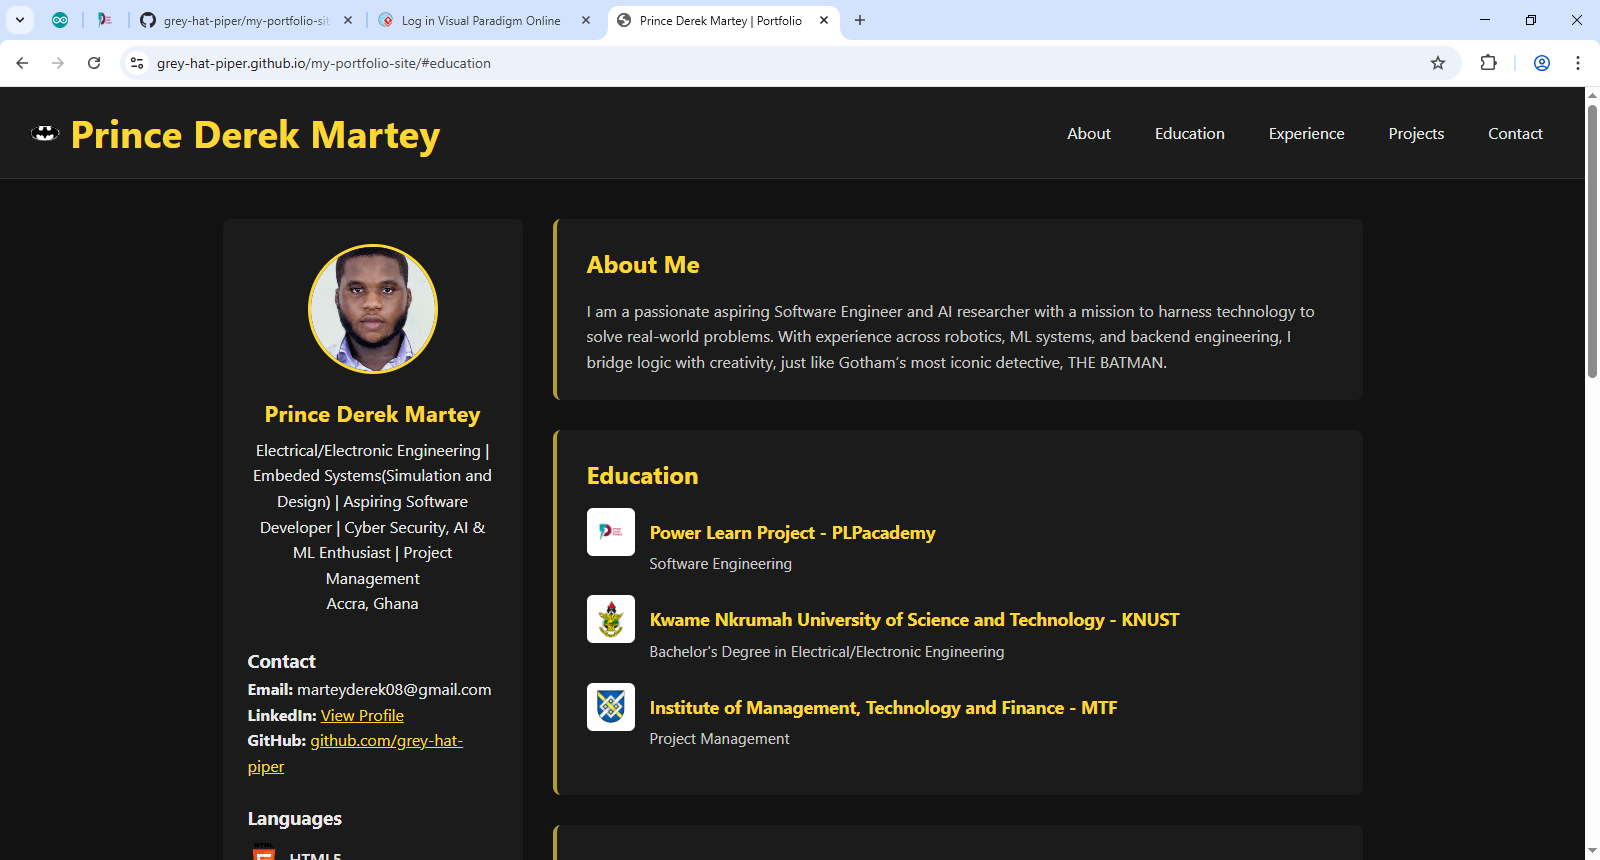 grey-hat-piper/my-portfolio-sit
Log in Visual Paradigm Online
Prince Derek Martey | Portfolio
grey-hat-piper.github.io/my-portfolio-site/#education
Prince Derek Martey
About
Education
Experience
Projects
Contact
Prince Derek Martey
Electrical/Electronic Engineering |
Embeded Systems(Simulation and
Design) | Aspiring Software
Developer | Cyber Security, AI &
ML Enthusiast | Project
Management
Accra, Ghana
Contact
Email: marteyderek08@gmail.com
LinkedIn: View Profile
GitHub: github.com/grey-hat-
piper
Languages
HTML
HTML5
About Me
I am a passionate aspiring Software Engineer and AI researcher with a mission to harness technology to
solve real-world problems. With experience across robotics, ML systems, and backend engineering, I
bridge logic with creativity, just like Gotham's most iconic detective, THE BATMAN.
Education
Power Learn Project - PLPacademy
Software Engineering
Kwame Nkrumah University of Science and Technology - KNUST
Bachelor's Degree in Electrical/Electronic Engineering
Institute of Management, Technology and Finance - MTF
Project Management